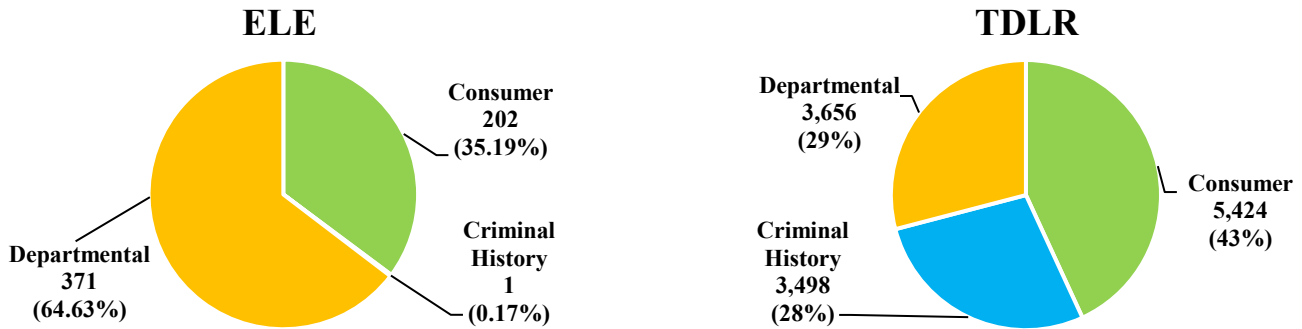 ELE
Consumer
202
(35.19%)
Criminal
History
1
(0.17%)
Departmental
371
(64.63%)
TDLR
Departmental
3,656
(29%)
Consumer
5,424
(43%)
Criminal
History
3,498
(28%)